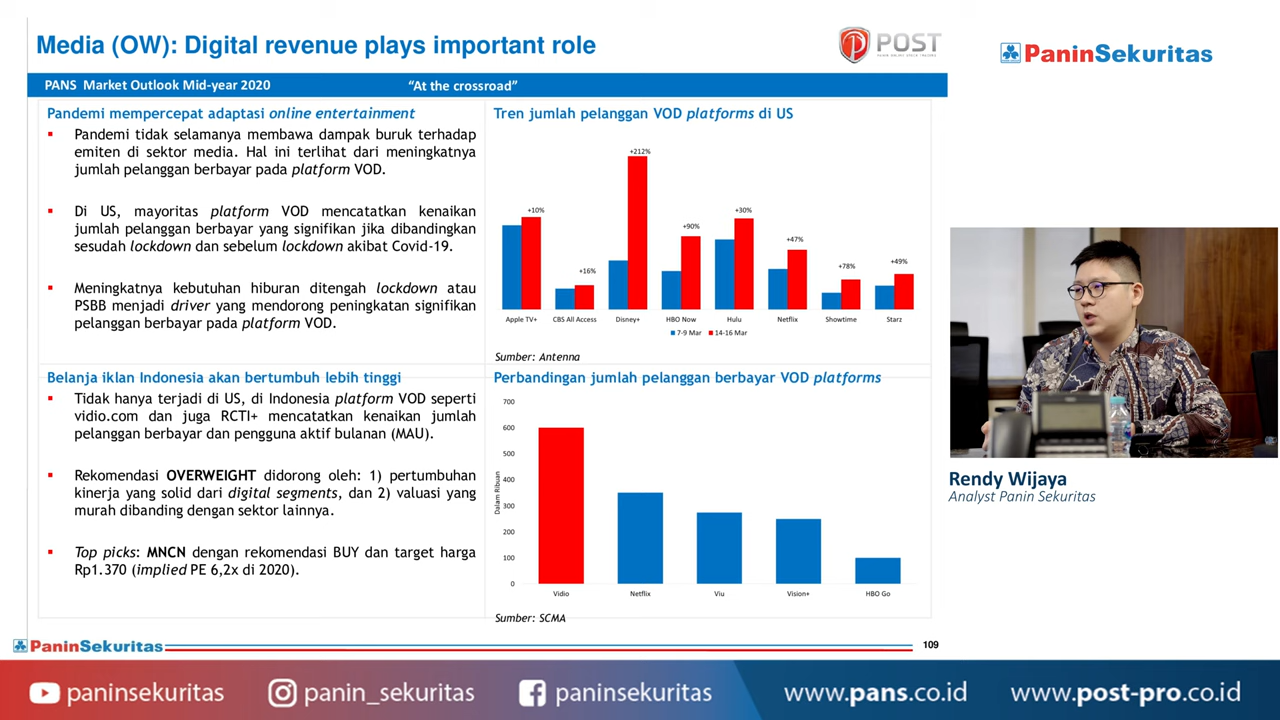 Media (OW): Digital revenue plays important role
POST
PaninSekuritas
PANS Market Outlook Mid-year 2020
“At the crossroad”
Pandemi mempercepat adaptasi online entertainment
▪ Pandemi tidak selamanya membawa dampak buruk terhadap
emiten di sektor media. Hal ini terlihat dari meningkatnya
jumlah pelanggan berbayar pada platform VOD.
▪ Di US, mayoritas platform VOD mencatatkan kenaikan
jumlah pelanggan berbayar yang signifikan jika dibandingkan
sesudah lockdown dan sebelum lockdown akibat Covid-19.
▪ Meningkatnya kebutuhan hiburan ditengah lockdown atau
PSBB menjadi driver yang mendorong peningkatan signifikan
pelanggan berbayar pada platform VOD.
Tren jumlah pelanggan VOD platforms di US
+10%
+16%
+212%
+90%
+30%
+47%
+78%
+49%
Apple TV+
CBS All Access
Disney+
HBO Now
Hulu
Netflix
Showtime
Starz
7-9 Mar
14-16 Mar
Sumber: Antenna
Belanja iklan Indonesia akan bertumbuh lebih tinggi
▪ Tidak hanya terjadi di US, di Indonesia platform VOD seperti
vidio.com dan juga RCTI+ mencatatkan kenaikan jumlah
pelanggan berbayar dan pengguna aktif bulanan (MAU).
▪ Rekomendasi OVERWEIGHT didorong oleh: 1) pertumbuhan
kinerja yang solid dari digital segments, dan 2) valuasi yang
murah dibanding dengan sektor lainnya.
▪ Top picks: MNCN dengan rekomendasi BUY dan target harga
Rp1.370 (implied PE 6,2x di 2020).
Perbandingan jumlah pelanggan berbayar VOD platforms
Dalam Ribuan
700
600
500
400
300
200
100
0
Vidio
Netflix
Viu
Vision+
HBO Go
Sumber: SCMA
Rendy Wijaya
Analyst Panin Sekuritas
PaninSekuritas
109
paninsekuritas
panin_sekuritas
paninsekuritas
www.pans.co.id
www.post-pro.co.id